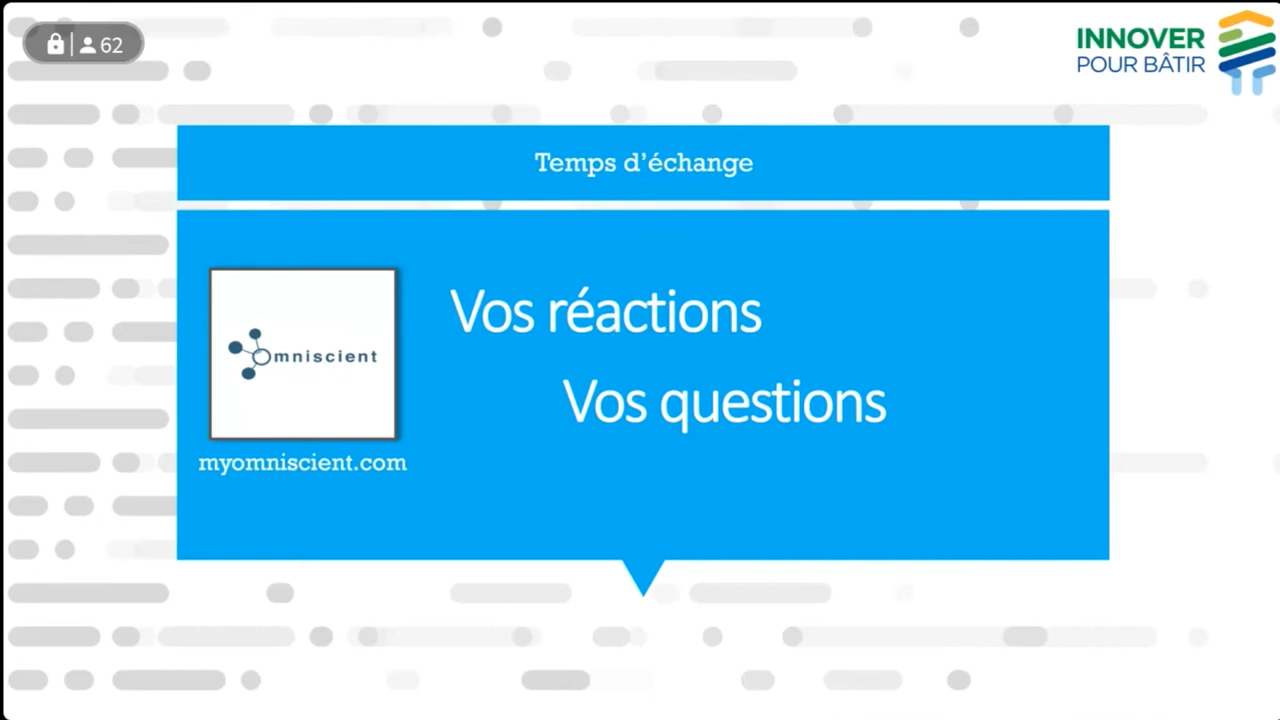 62
INNOVER
POUR BÂTIR
Temps d'échange
Vos réactions
Vos questions
Omniscient
myomniscient.com